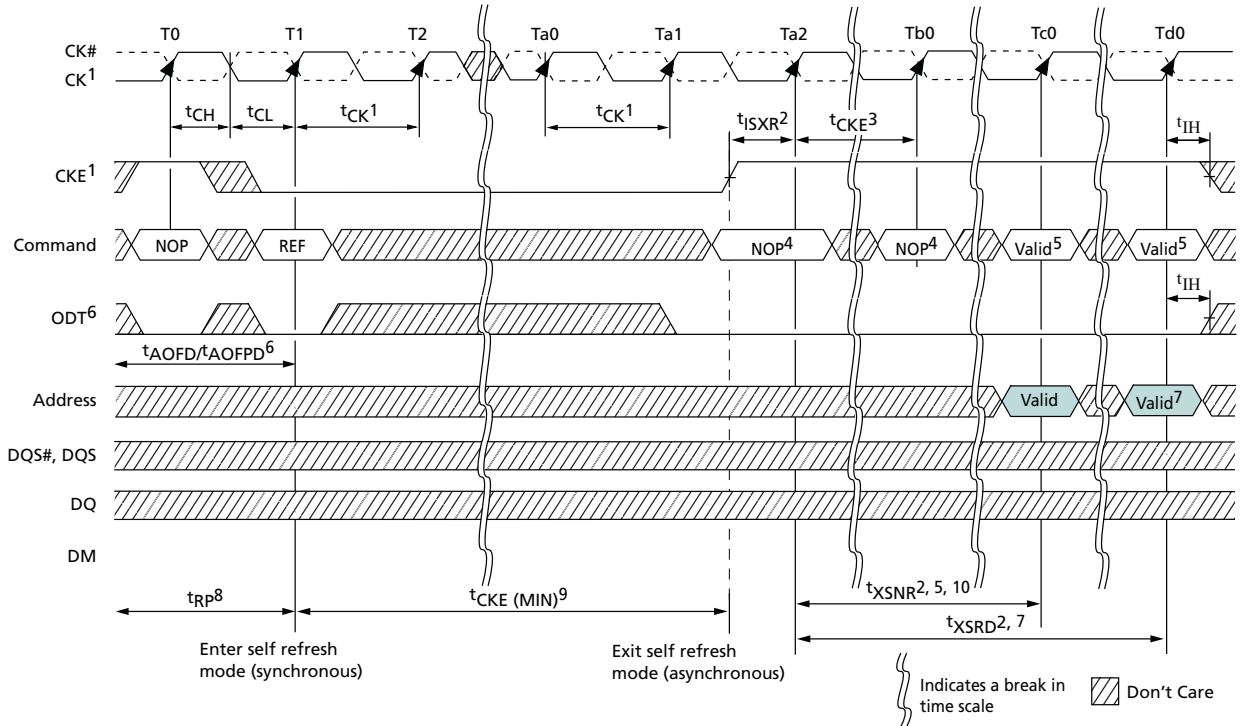 T0 T1 T2 Ta0 Ta1 Ta2 Tb0 Tc0 Td0
CK#
CK1
tCH tCL tCK1 tCK1 tISXR2 tCKE3 tIH
CKE1
Command NOP REF NOP4 NOP4 Valid5 Valid5
tIH
ODT6
tAOFD/tAOFPD6
Address Valid Valid7
DQS#, DQS
DQ
DM
tRP8 tCKE (MIN)9 tXSNR2, 5, 10
tXSRD2, 7
Enter self refresh
mode (synchronous)
Exit self refresh
mode (asynchronous)
Indicates a break in
time scale
Don't Care